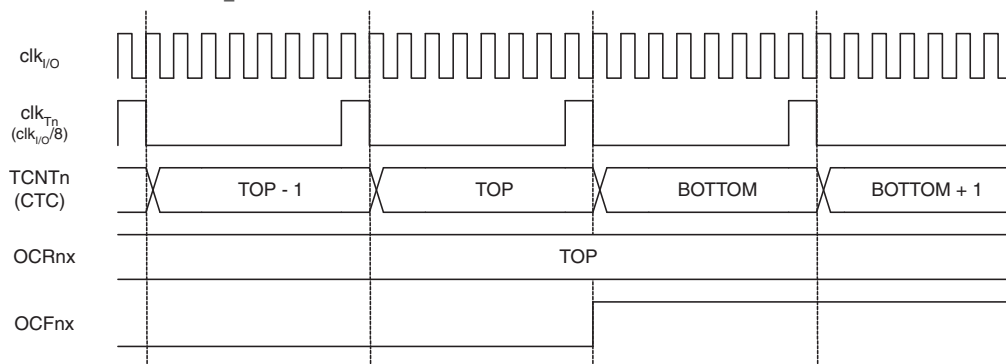 clkI/O
clkTn
(clkI/O/8)
TCNTn
(CTC)
TOP - 1
TOP
BOTTOM
BOTTOM + 1
OCRnx
TOP
OCFnx